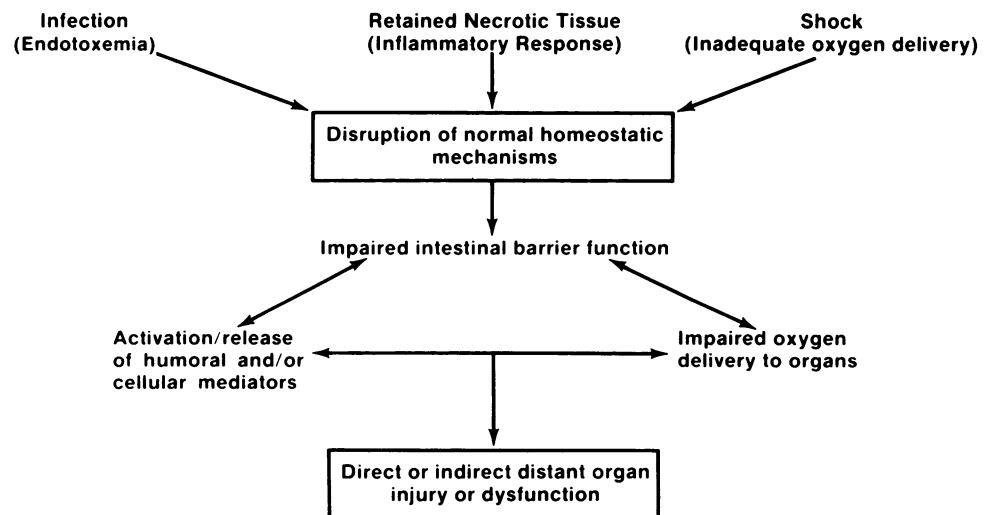 Infection
(Endotoxemia)
Retained Necrotic Tissue
(Inflammatory Response)
Shock
(Inadequate oxygen delivery)
Disruption of normal homeostatic
mechanisms
Impaired intestinal barrier function
Activation/release
of humoral and/or
cellular mediators
Impaired oxygen
delivery to organs
Direct or indirect distant organ
injury or dysfunction